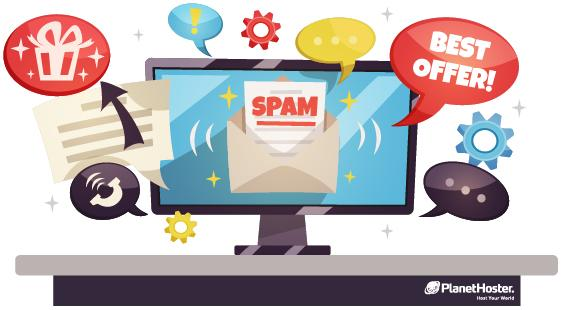 !
BEST
OFFER!
SPAM
PlanetHoster.
Host Your World